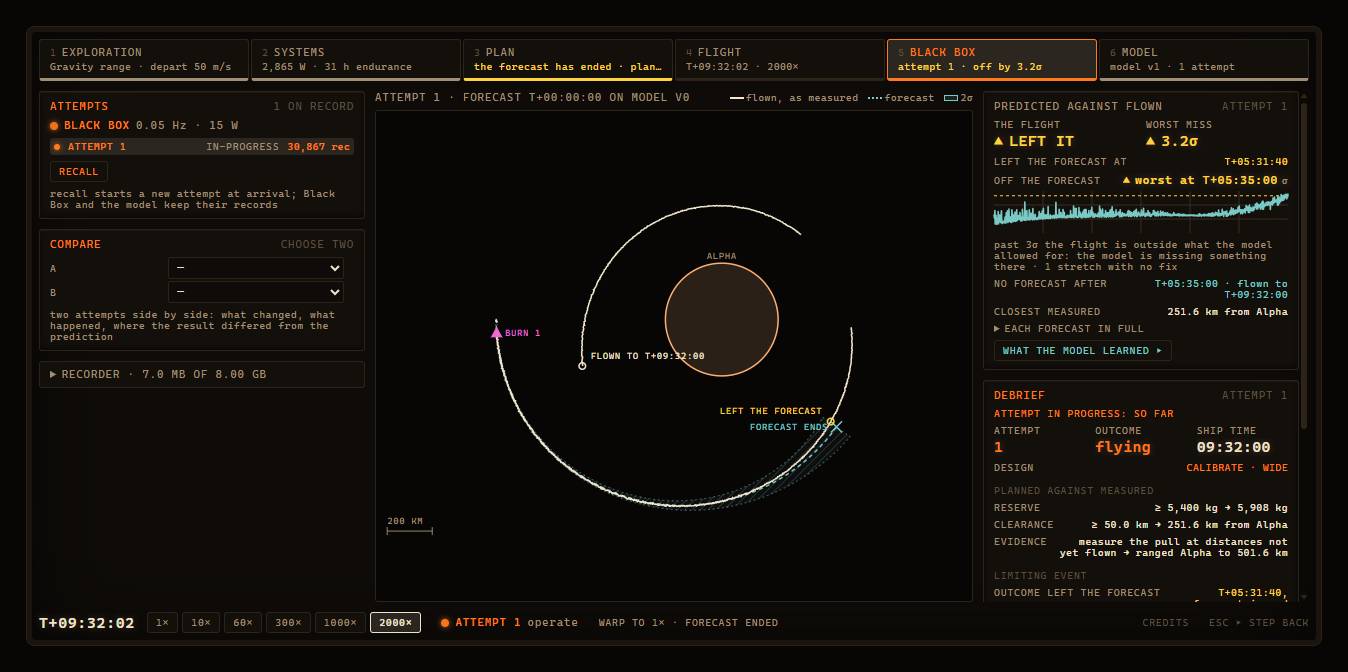 1 EXPLORATION
Gravity range · depart 50 m/s
2 SYSTEMS
2,865 W · 31 h endurance
3 PLAN
the forecast has ended · plan…
4 FLIGHT
T+09:32:02 · 2000×
5 BLACK BOX
attempt 1 · off by 3.2σ
6 MODEL
model v1 · 1 attempt
ATTEMPTS 1 ON RECORD
BLACK BOX 0.05 Hz · 15 W
ATTEMPT 1 IN-PROGRESS 30,867 rec
RECALL
recall starts a new attempt at arrival; Black
Box and the model keep their records
COMPARE CHOOSE TWO
A —
B —
two attempts side by side: what changed, what
happened, where the result differed from the
prediction
▶ RECORDER · 7.0 MB OF 8.00 GB
ATTEMPT 1 · FORECAST T+00:00:00 ON MODEL V0
flown, as measured forecast 2σ
ALPHA
BURN 1
FLOWN TO T+09:32:00
LEFT THE FORECAST
FORECAST ENDS
200 KM
PREDICTED AGAINST FLOWN ATTEMPT 1
THE FLIGHT WORST MISS
▲ LEFT IT ▲ 3.2σ
LEFT THE FORECAST AT T+05:31:40
OFF THE FORECAST ▲ worst at T+05:35:00 σ
past 3σ the flight is outside what the model
allowed for: the model is missing something
there · 1 stretch with no fix
NO FORECAST AFTER T+05:35:00 · flown to
T+09:32:00
CLOSEST MEASURED 251.6 km from Alpha
▶ EACH FORECAST IN FULL
WHAT THE MODEL LEARNED ▸
DEBRIEF ATTEMPT 1
ATTEMPT IN PROGRESS: SO FAR
ATTEMPT OUTCOME SHIP TIME
1 flying 09:32:00
DESIGN CALIBRATE · WIDE
PLANNED AGAINST MEASURED
RESERVE ≥ 5,400 kg → 5,908 kg
CLEARANCE ≥ 50.0 km → 251.6 km from Alpha
EVIDENCE measure the pull at distances not
yet flown → ranged Alpha to 501.6 km
LIMITING EVENT
OUTCOME LEFT THE FORECAST T+05:31:40,
T+09:32:02 1× 10× 60× 300× 1000× 2000× ATTEMPT 1 operate WARP TO 1× · FORECAST ENDED CREDITS ESC ▸ STEP BACK